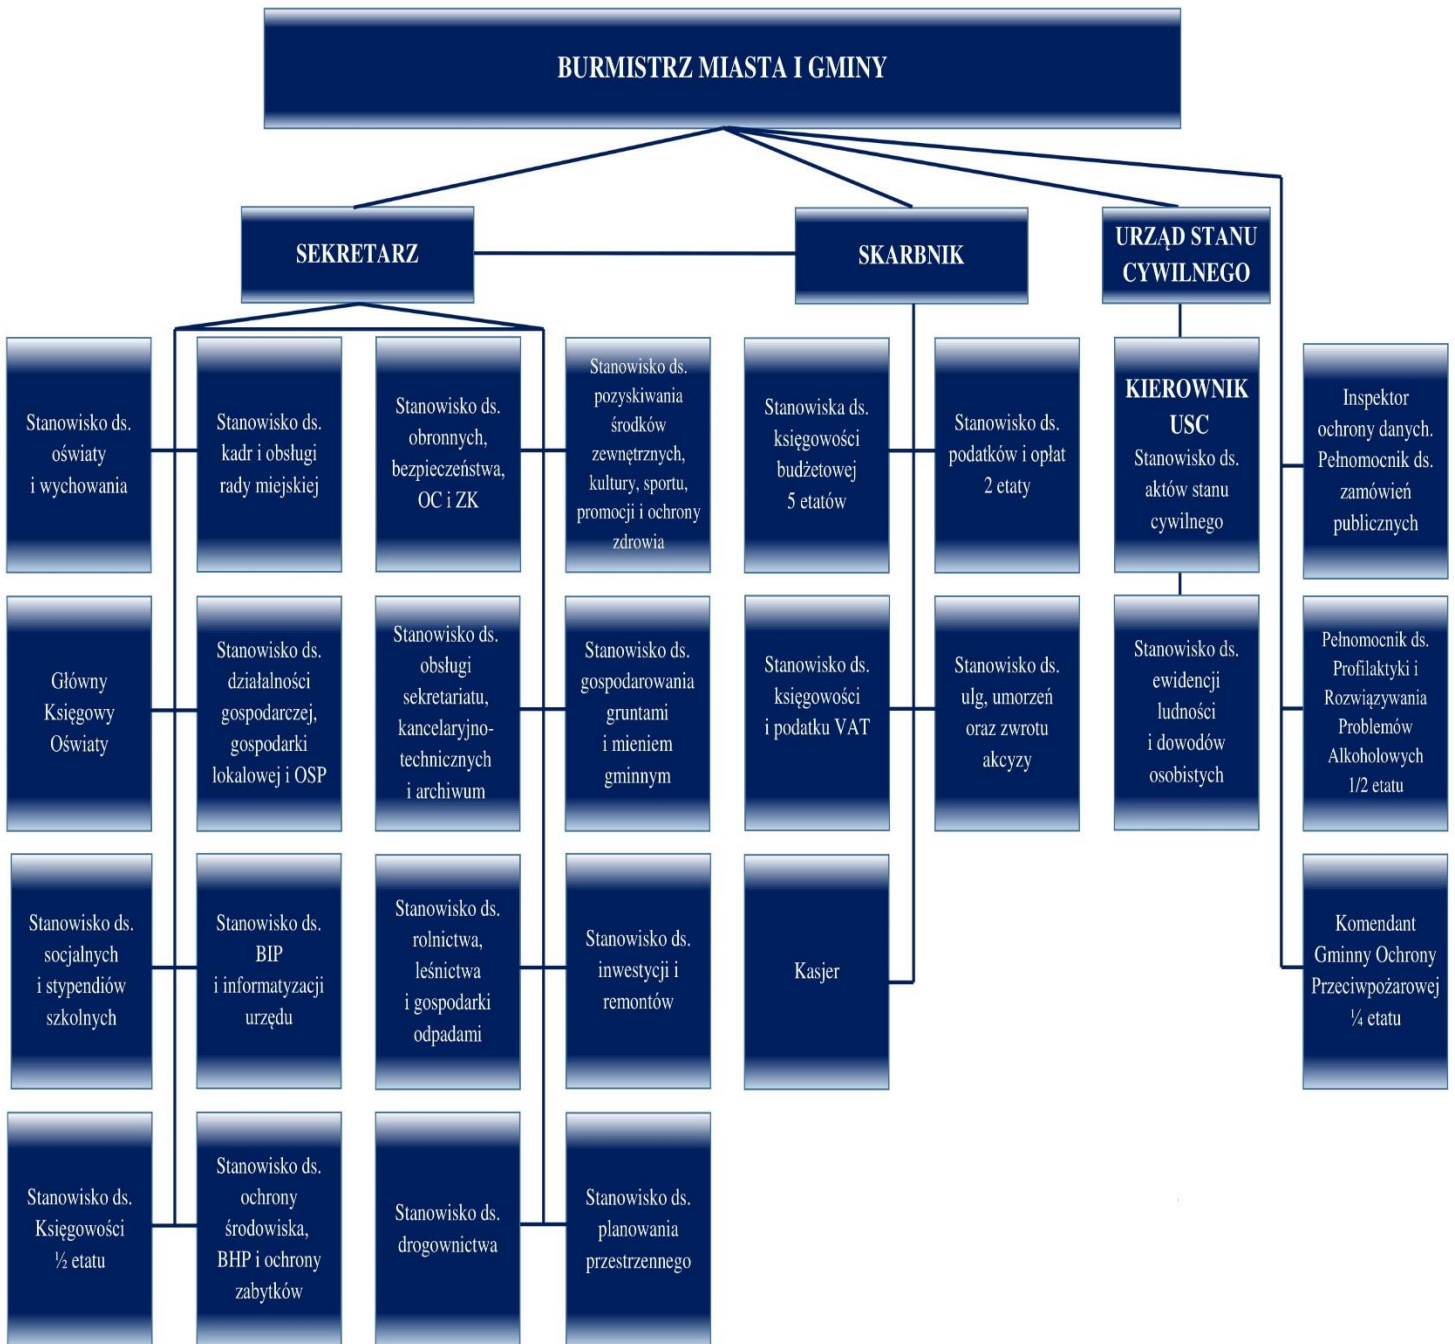 BURMISTRZ MIASTA I GMINY
SEKRETARZ
SKARBNIK
URZĄD STANU
CYWILNEGO
Stanowisko ds.
oświaty
i wychowania
Stanowisko ds.
kadr i obsługi
rady miejskiej
Stanowisko ds.
obronnych,
bezpieczeństwa,
OC i ZK
Stanowisko ds.
pozyskiwania
środków
zewnętrznych,
kultury, sportu,
promocji i ochrony
zdrowia
Stanowiska ds.
księgowości
budżetowej
5 etatów
Stanowisko ds.
podatków i opłat
2 etaty
KIEROWNIK
USC
Stanowisko ds.
aktów stanu
cywilnego
Inspektor
ochrony danych.
Pełnomocnik ds.
zamówień
publicznych
Główny
Księgowy
Oświaty
Stanowisko ds.
działalności
gospodarczej,
gospodarki
lokalowej i OSP
Stanowisko ds.
obsługi
sekretariatu,
kancelaryjno-
technicznych
i archiwum
Stanowisko ds.
gospodarowania
gruntami
i mieniem
gminnym
Stanowisko ds.
księgowości
i podatku VAT
Stanowisko ds.
ulg, umorzeń
oraz zwrotu
akcyzy
Stanowisko ds.
ewidencji
ludności
i dowodów
osobistych
Pełnomocnik ds.
Profilaktyki i
Rozwiązywania
Problemów
Alkoholowych
1/2 etatu
Stanowisko ds.
socjalnych
i stypendiów
szkolnych
Stanowisko ds.
BIP
i informatyzacji
urzędu
Stanowisko ds.
rolnictwa,
leśnictwa
i gospodarki
odpadami
Stanowisko ds.
inwestycji i
remontów
Kasjer
Komendant
Gminny Ochrony
Przeciwpożarowej
¼ etatu
Stanowisko ds.
Księgowości
½ etatu
Stanowisko ds.
ochrony
środowiska,
BHP i ochrony
zabytków
Stanowisko ds.
drogownictwa
Stanowisko ds.
planowania
przestrzennego